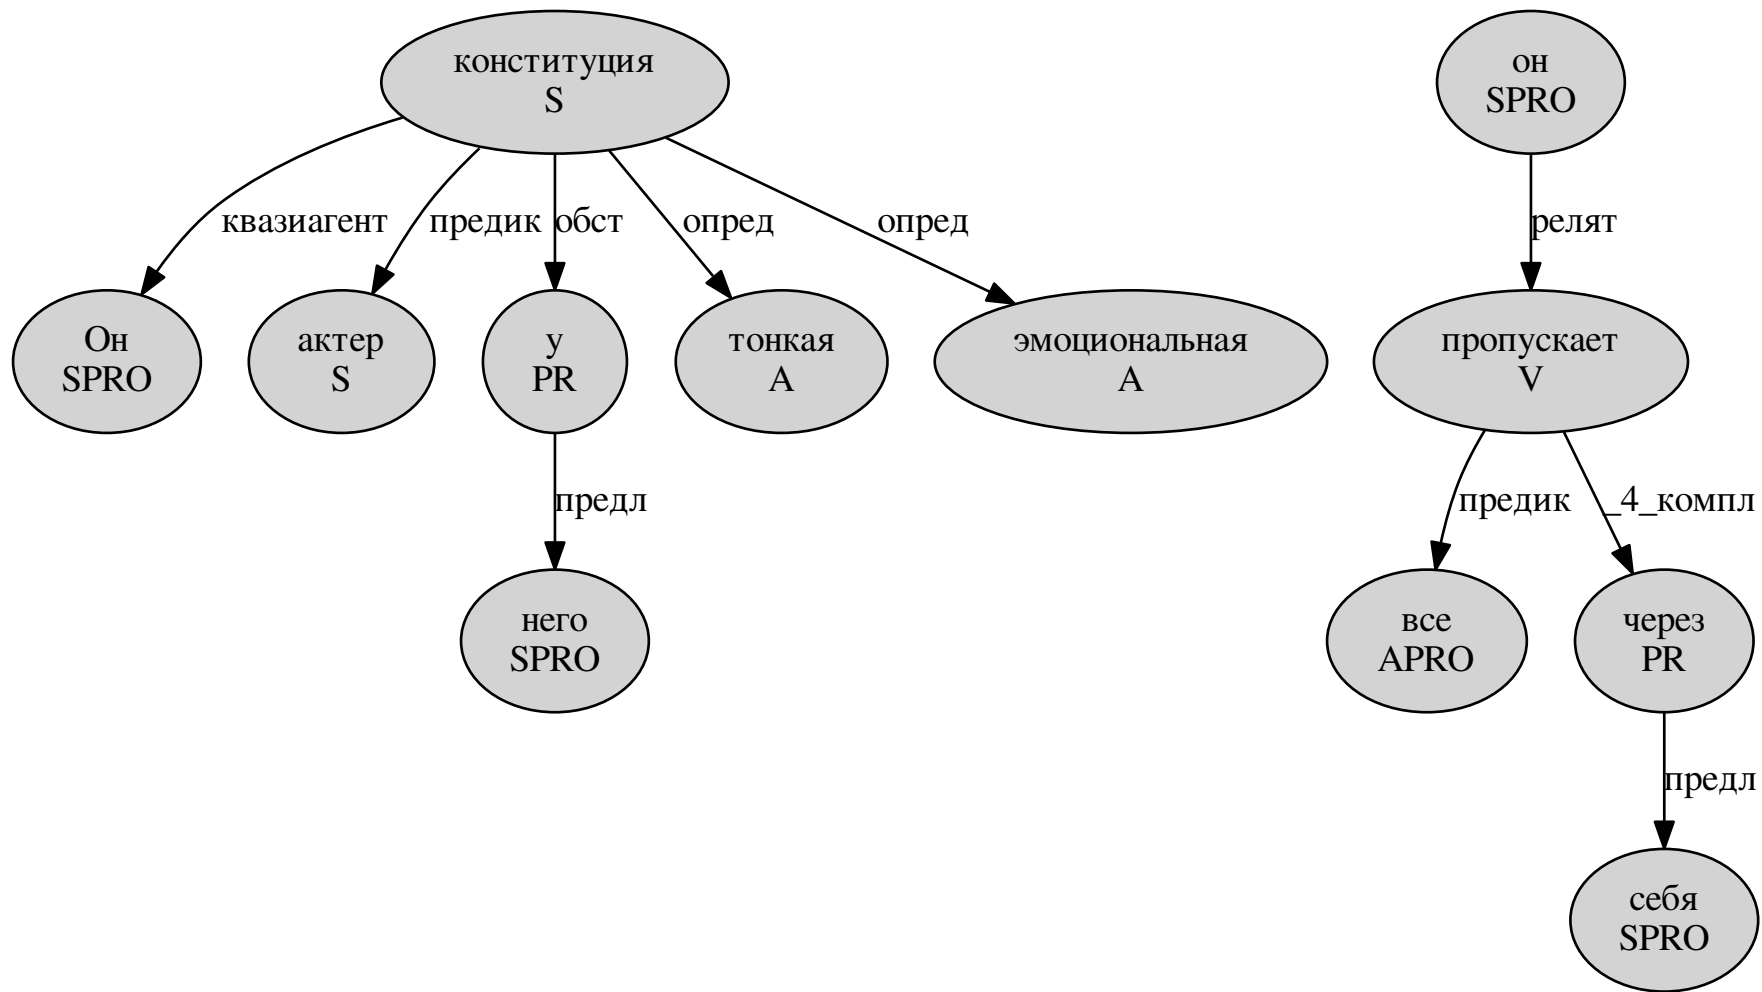 конституция
S
он
SPRO
квазиагент
предик
обст
опред
опред
релят
Он
SPRO
актер
S
у
PR
тонкая
A
эмоциональная
A
пропускает
V
предл
предик
_4_компл
него
SPRO
все
APRO
через
PR
предл
себя
SPRO